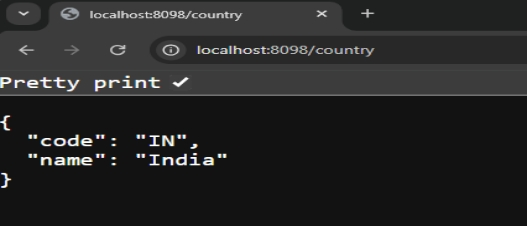 localhost:8098/country
localhost:8098/country
Pretty print
{
"code": "IN",
"name": "India"
}